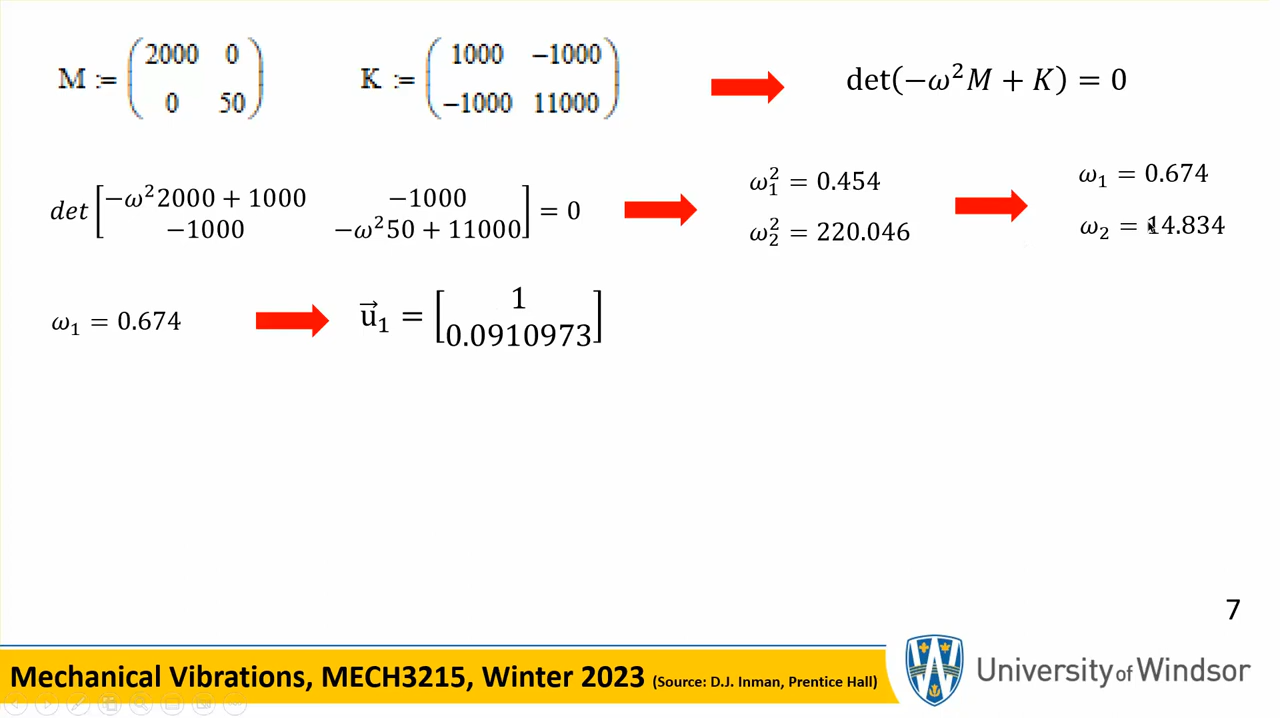 M := (2000 0
0 50) K := (1000 −1000
−1000 11000) det(−ω²M + K) = 0
det [−ω²2000 + 1000 −1000
−1000 −ω²50 + 11000] = 0
ω₁² = 0.454
ω₂² = 220.046
ω₁ = 0.674
ω₂ = 14.834
ω₁ = 0.674
u⃗₁ = [1
0.0910973]
7
Mechanical Vibrations, MECH3215, Winter 2023 (Source: D.J. Inman, Prentice Hall)
University of Windsor